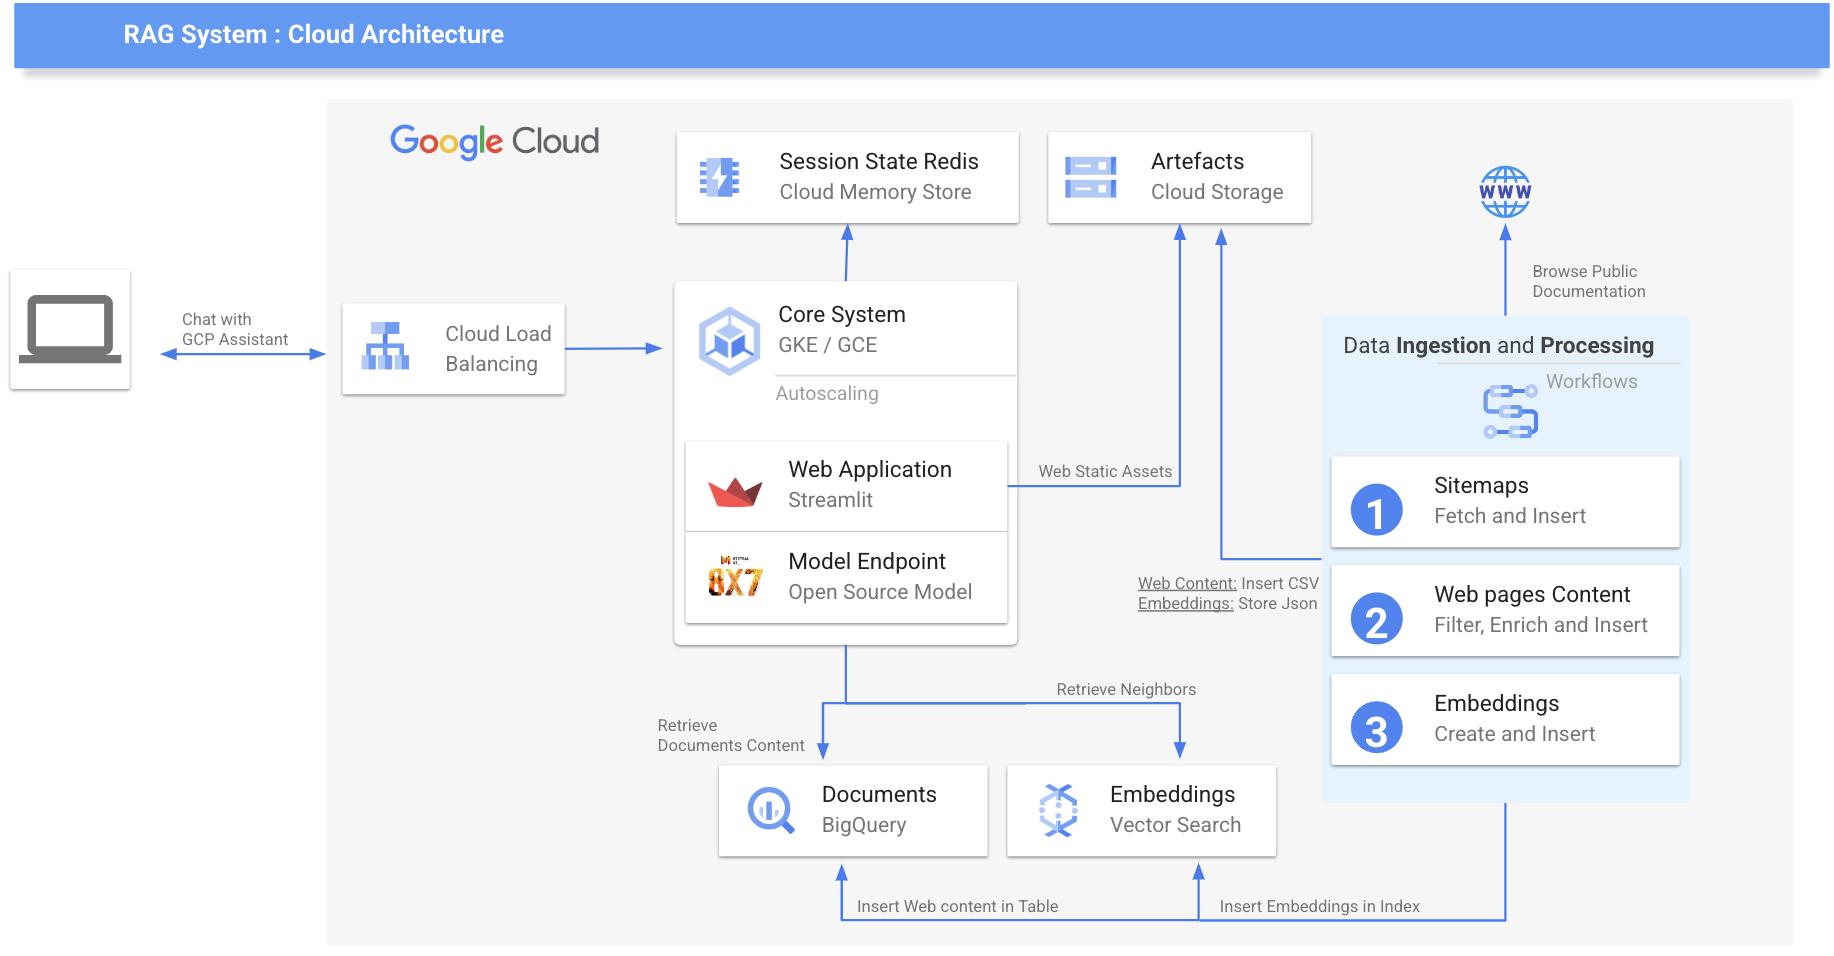 RAG System : Cloud Architecture
Google Cloud
Session State Redis
Cloud Memory Store
Artefacts
Cloud Storage
WWW
Browse Public
Documentation
Chat with
GCP Assistant
Cloud Load
Balancing
Core System
GKE / GCE
Autoscaling
Web Application
Streamlit
Model Endpoint
Open Source Model
8X7
Web Static Assets
Web Content: Insert CSV
Embeddings: Store Json
Data Ingestion and Processing
Workflows
1
Sitemaps
Fetch and Insert
2
Web pages Content
Filter, Enrich and Insert
3
Embeddings
Create and Insert
Retrieve Neighbors
Retrieve
Documents Content
Documents
BigQuery
Embeddings
Vector Search
Insert Web content in Table
Insert Embeddings in Index